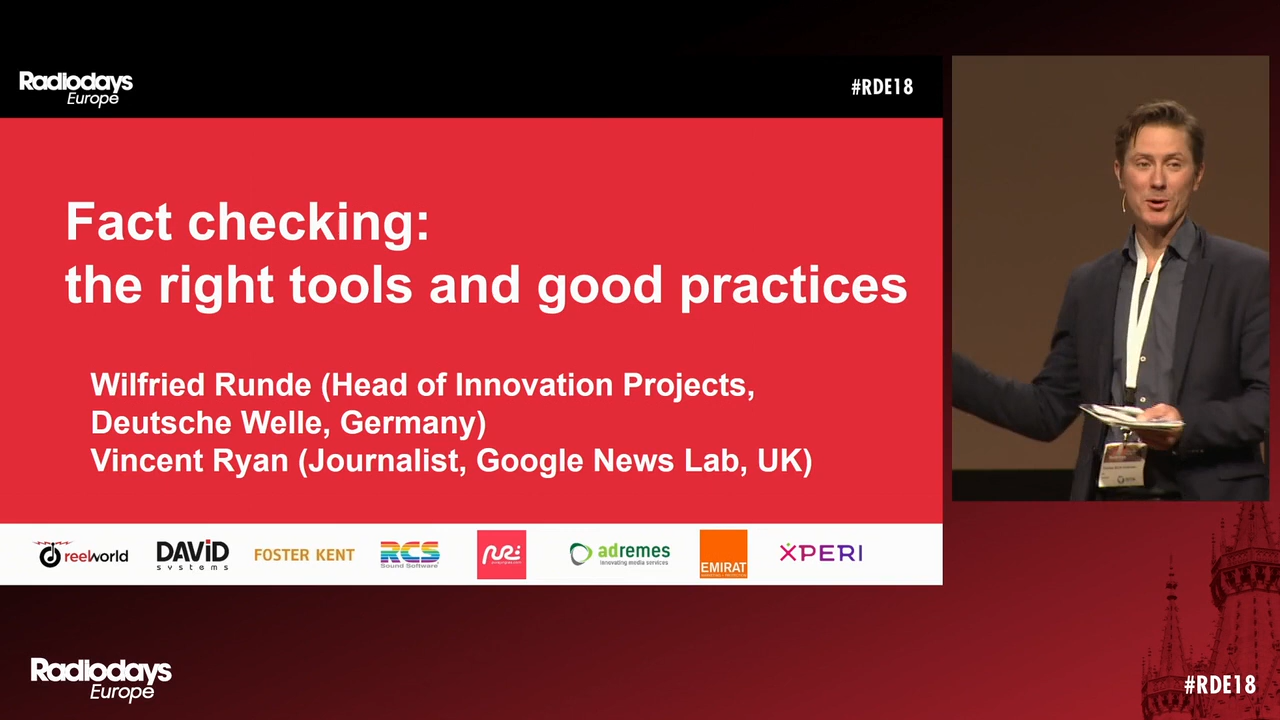 Radiodays
Europe
#RDE18
Fact checking:
the right tools and good practices
Wilfried Runde (Head of Innovation Projects,
Deutsche Welle, Germany)
Vincent Ryan (Journalist, Google News Lab, UK)
reelworld
DAViD
systems
FOSTER KENT
RCS
Sound Software
adremes
innovating media services
EMIRAT
XPERI
Radiodays
Europe
#RDE18